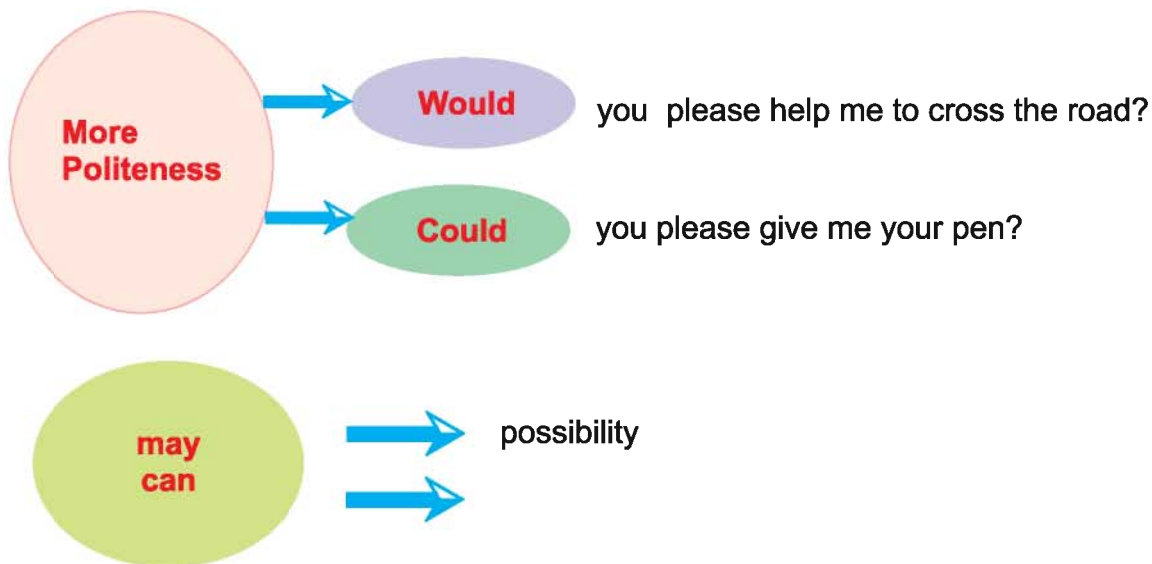 More
Politeness
Would you  please help me to cross the road?
Could you please give me your pen?
may
can
possibility